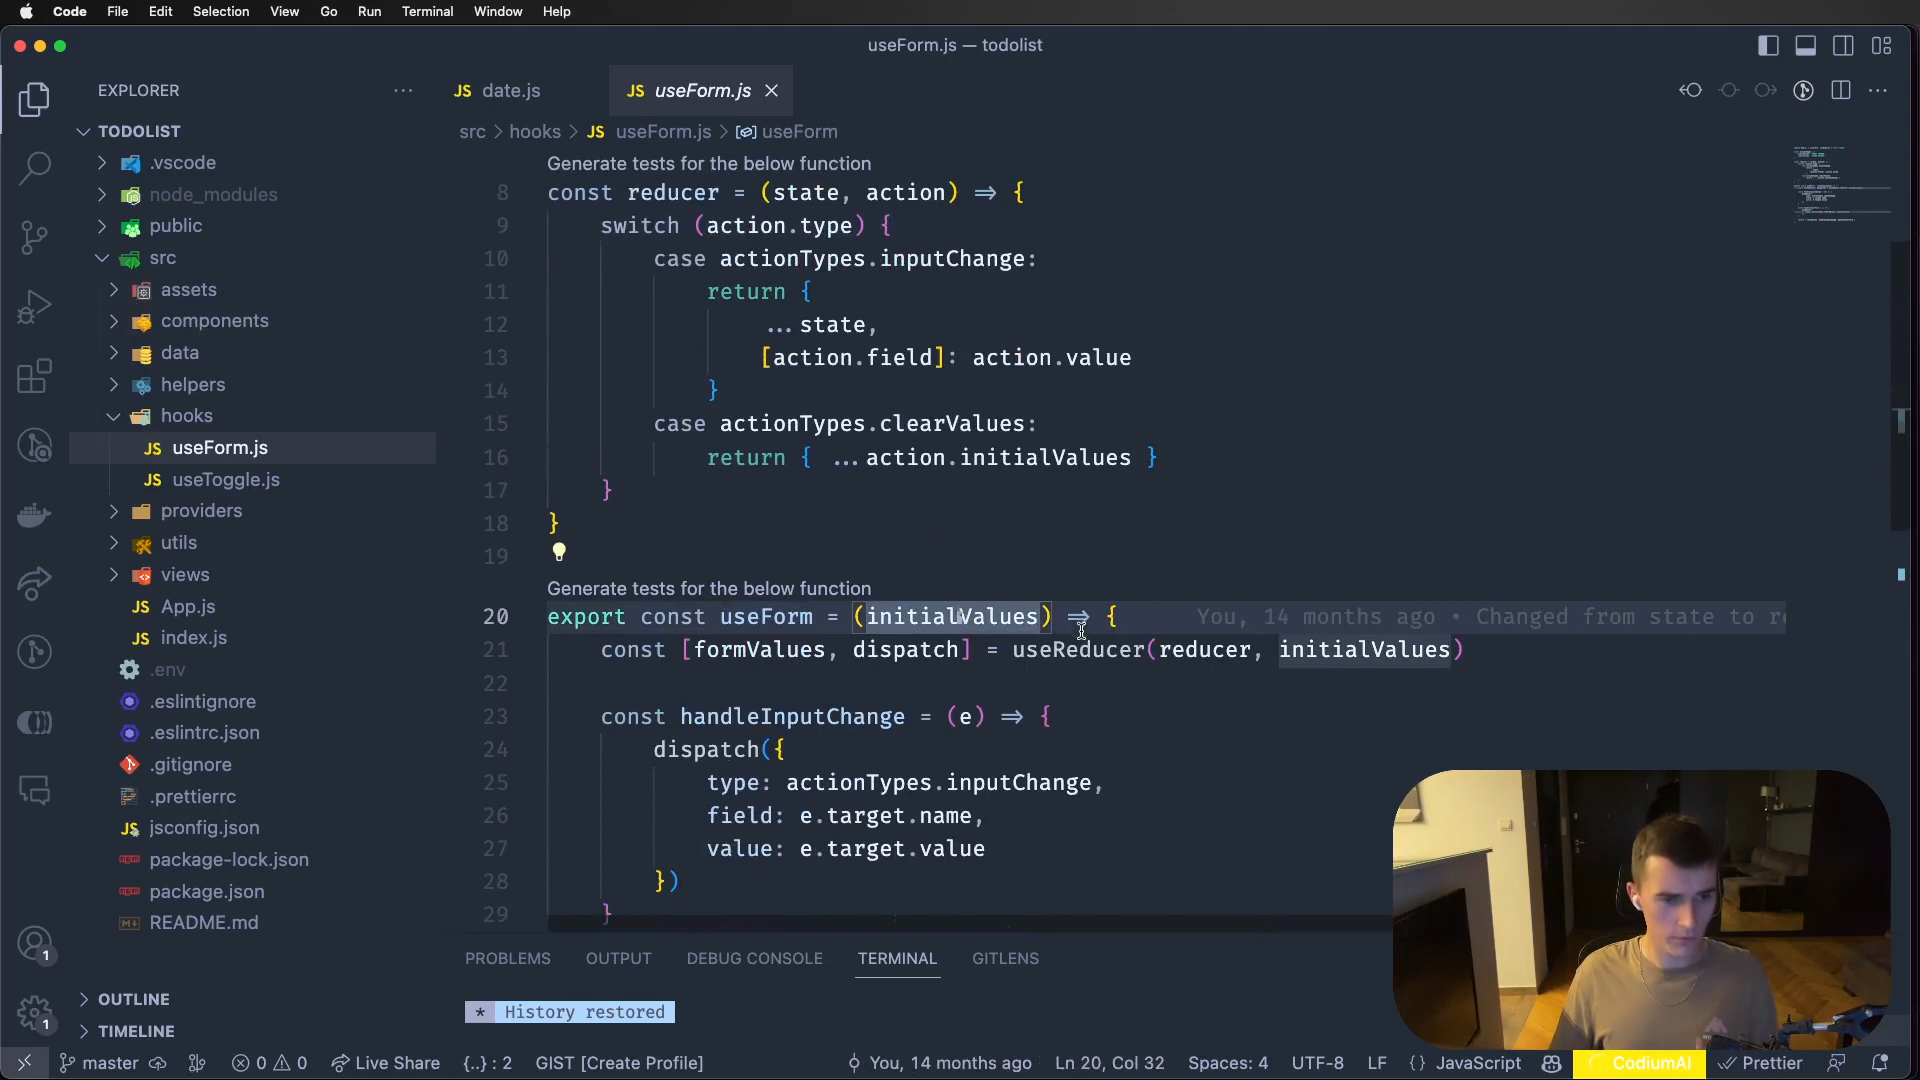 Code File Edit Selection View Go Run Terminal Window Help
useForm.js — todolist
EXPLORER
TODOLIST
.vscode
node_modules
public
src
assets
components
data
helpers
hooks
JS useForm.js
JS useToggle.js
providers
utils
views
JS App.js
JS index.js
.env
.eslintignore
.eslintrc.json
.gitignore
.prettierrc
JS jsconfig.json
package-lock.json
package.json
README.md
OUTLINE
TIMELINE
JS date.js
JS useForm.js
src > hooks > JS useForm.js > useForm
Generate tests for the below function
8 const reducer = (state, action) ⇒ {
9 switch (action.type) {
10 case actionTypes.inputChange:
11 return {
12 ...state,
13 [action.field]: action.value
14 }
15 case actionTypes.clearValues:
16 return { ...action.initialValues }
17 }
18 }
19
Generate tests for the below function
20 export const useForm = (initialValues) ⇒ { You, 14 months ago • Changed from state to re
21 const [formValues, dispatch] = useReducer(reducer, initialValues)
22
23 const handleInputChange = (e) ⇒ {
24 dispatch({
25 type: actionTypes.inputChange,
26 field: e.target.name,
27 value: e.target.value
28 })
29 }
PROBLEMS OUTPUT DEBUG CONSOLE TERMINAL GITLENS
* History restored
1
1
master 0 0 Live Share {..} : 2 GIST [Create Profile] You, 14 months ago Ln 20, Col 32 Spaces: 4 UTF-8 LF {} JavaScript CodiumAI Prettier